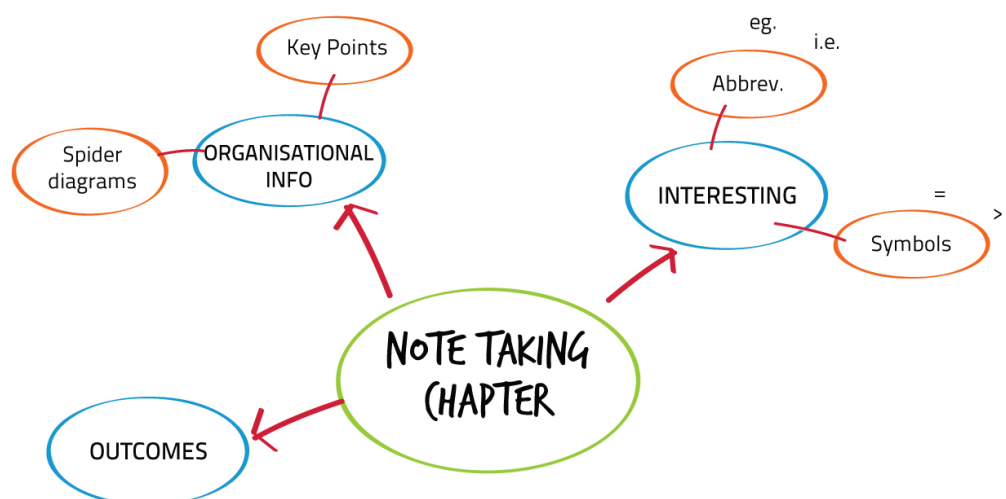 eg.
i.e.
Key Points
Abbrev.
Spider
diagrams
ORGANISATIONAL
INFO
INTERESTING
=
>
Symbols
NOTE TAKING
CHAPTER
OUTCOMES